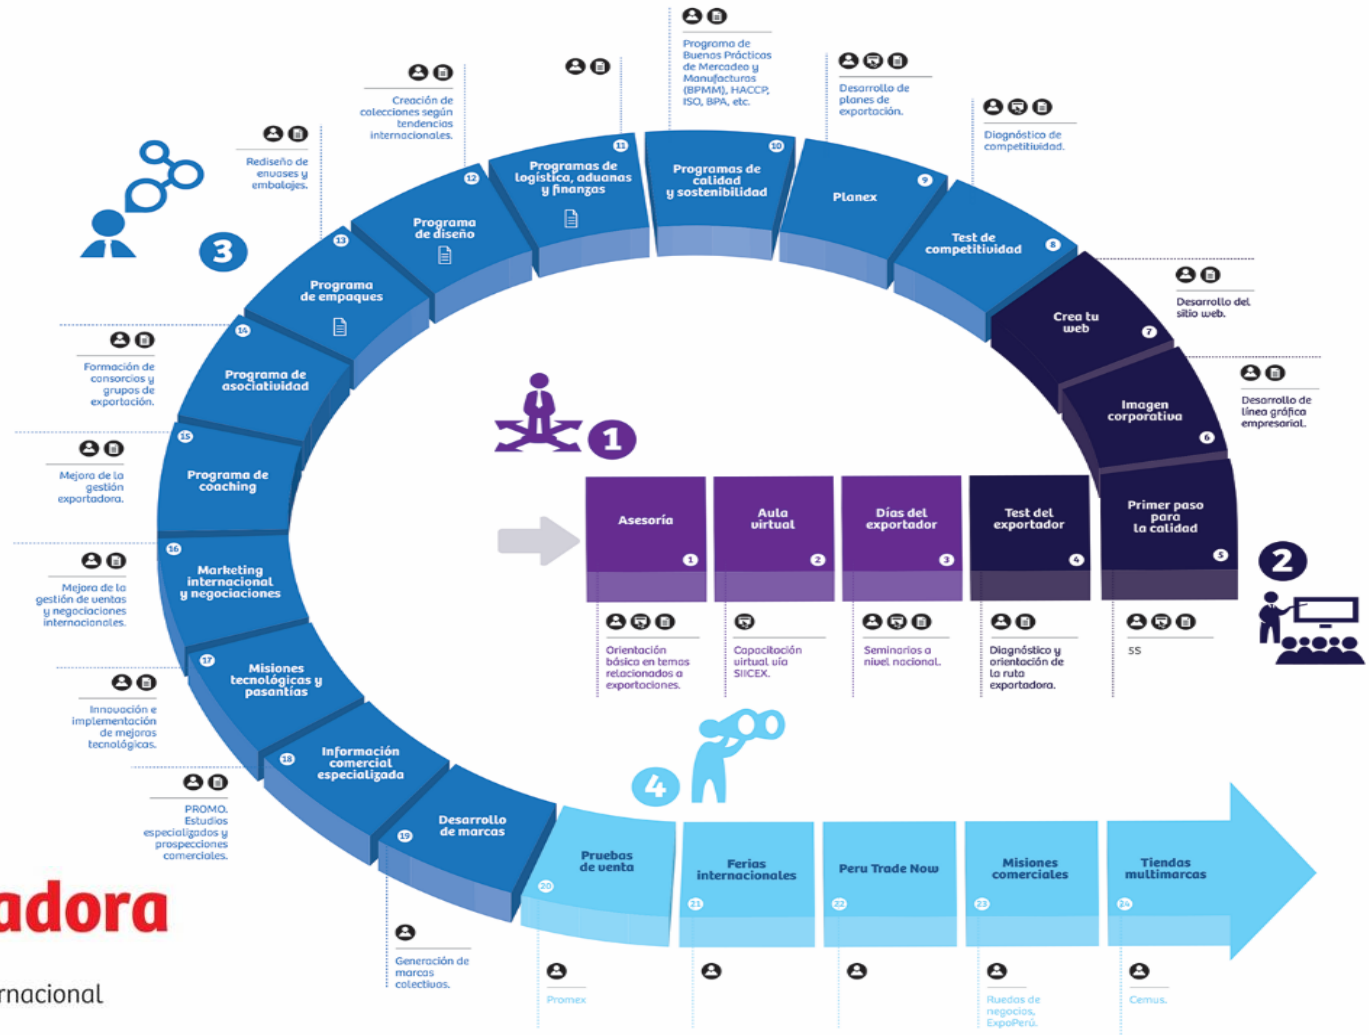 Programa de
Buenas Prácticas
de Mercadeo y
Manufacturas
(BPMM), HACCP,
ISO, BPA, etc.
Desarrollo de
planes de
exportación.
Diagnóstico de
competitividad.
Creación de
colecciones según
tendencias
internacionales.
Rediseño de
envases y
embalajes.
3
11
Programas de
logística, aduanas
y finanzas
10
Programas de
calidad
y sostenibilidad
9
Planex
8
Test de
competitividad
12
Programa
de diseño
13
Programa
de empaques
14
Programa de
asociatividad
15
Programa de
coaching
16
Marketing
internacional
y negociaciones
17
Misiones
tecnológicas y
pasantías
18
Información
comercial
especializada
19
Desarrollo
de marcas
Crea tu
web
7
Imagen
corporativa
6
Primer paso
para
la calidad
5
Desarrollo del
sitio web.
Desarrollo de
línea gráfica
empresarial.
Formación de
consorcios y
grupos de
exportación.
Mejora de la
gestión
exportadora.
Mejora de la
gestión de ventas
y negociaciones
internacionales.
Innovación e
implementación
de mejoras
tecnológicas.
PROMO.
Estudios
especializados y
prospecciones
comerciales.
Generación de
marcas
colectivas.
1
Asesoría
1
Aula
virtual
2
Días del
exportador
3
Test del
exportador
4
2
Orientación
básica en temas
relacionados a
exportaciones.
Capacitación
virtual vía
SIICEX.
Seminarios a
nivel nacional.
Diagnóstico y
orientación de
la ruta
exportadora.
5S
4
Pruebas
de venta
20
Ferias
internacionales
21
Peru Trade Now
22
Misiones
comerciales
23
Tiendas
multimarcas
24
Promex
Ruedas de
negocios,
ExpoPerú.
Cemus.
adora
rnacional